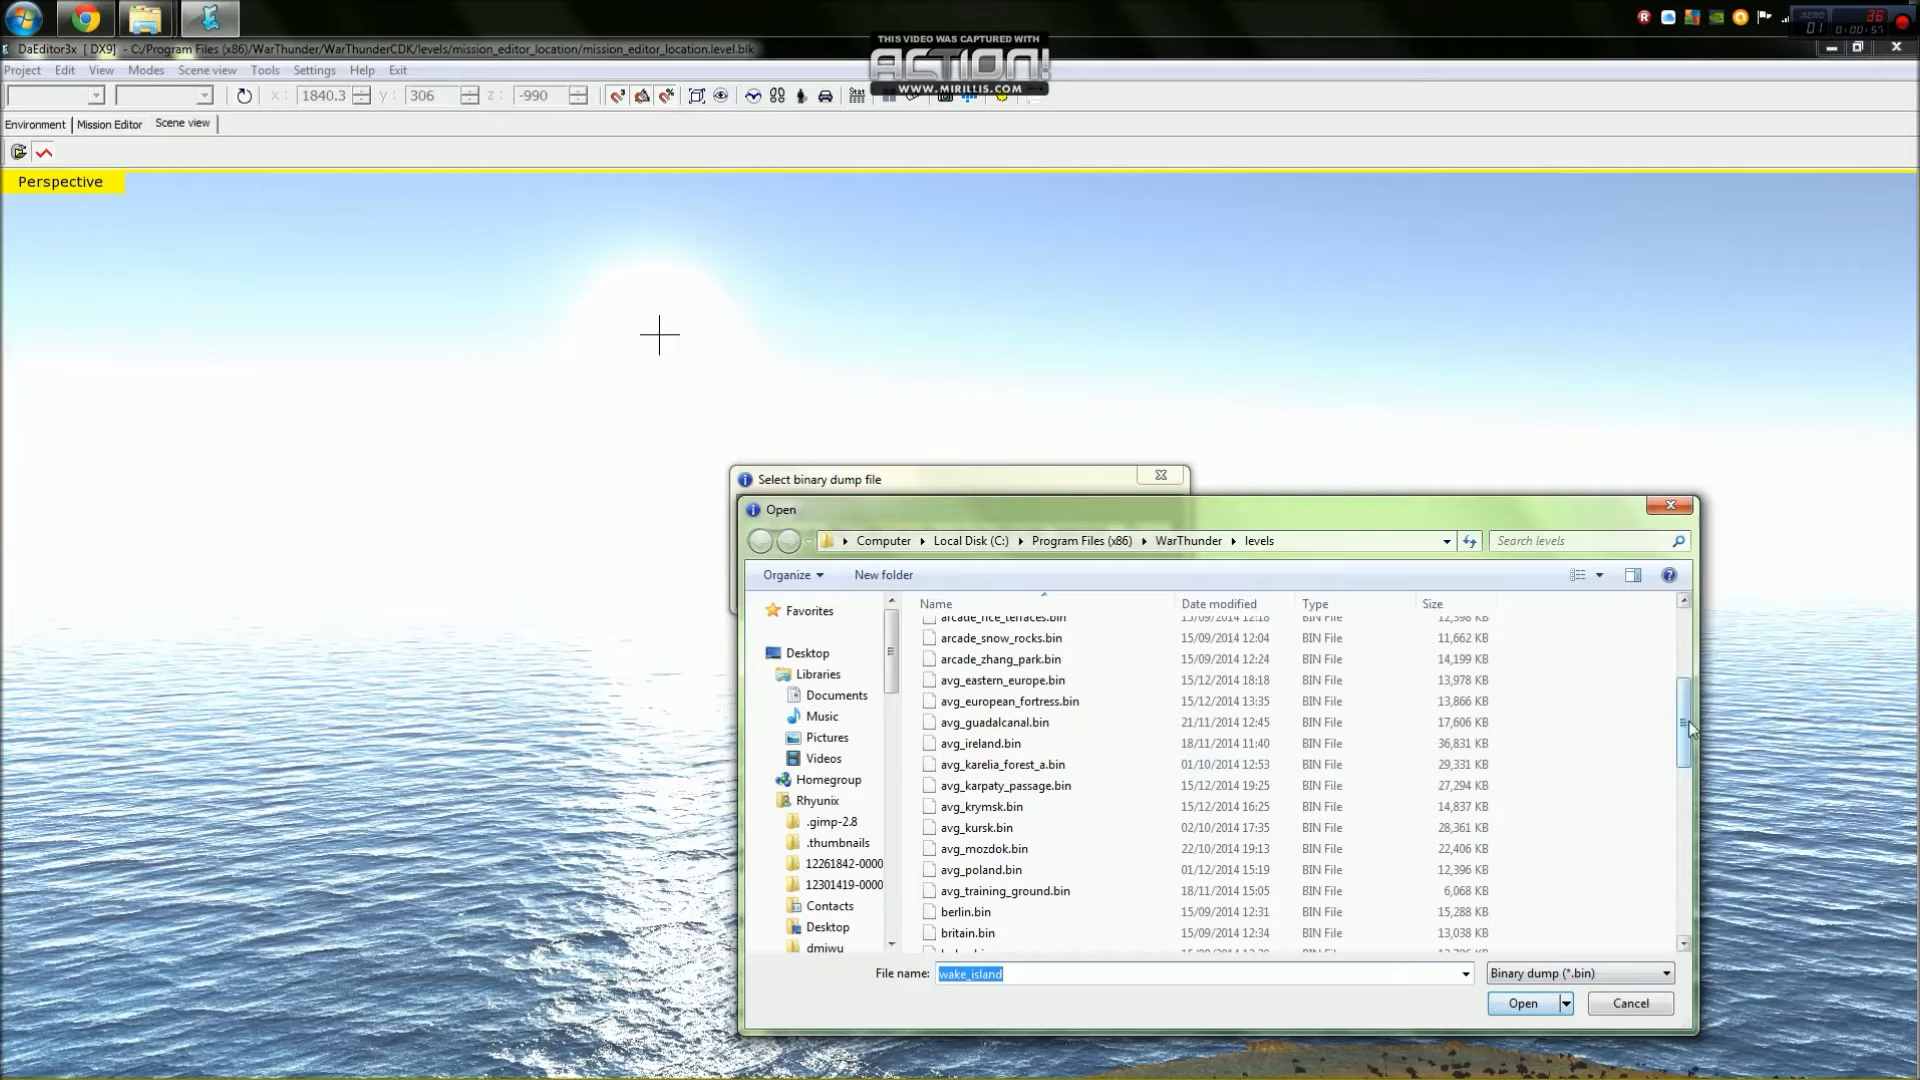 THIS VIDEO WAS CAPTURED WITH
ACTION!
WWW.MIRILLIS.COM
DaEditor3x [ DX9] - C:/Program Files (x86)/WarThunder/WarThunderCDK/levels/mission_editor_location/mission_editor_location.level.blk
Project Edit View Modes Scene view Tools Settings Help Exit
x: 1840.3 y: 306 z: -990 Stat
Environment Mission Editor Scene view
Perspective
Select binary dump file
Open
Computer Local Disk (C:) Program Files (x86) WarThunder levels Search levels
Organize New folder
Favorites
Desktop
Libraries
Documents
Music
Pictures
Videos
Homegroup
Rhyunix
.gimp-2.8
.thumbnails
12261842-0000
12301419-0000
Contacts
Desktop
dmiwu
Name Date modified Type Size
arcade_rice_terraces.bin 15/09/2014 12:18 BIN File 12,398 KB
arcade_snow_rocks.bin 15/09/2014 12:04 BIN File 11,662 KB
arcade_zhang_park.bin 15/09/2014 12:24 BIN File 14,199 KB
avg_eastern_europe.bin 15/12/2014 18:18 BIN File 13,978 KB
avg_european_fortress.bin 15/12/2014 13:35 BIN File 13,866 KB
avg_guadalcanal.bin 21/11/2014 12:45 BIN File 17,606 KB
avg_ireland.bin 18/11/2014 11:40 BIN File 36,831 KB
avg_karelia_forest_a.bin 01/10/2014 12:53 BIN File 29,331 KB
avg_karpaty_passage.bin 15/12/2014 19:25 BIN File 27,294 KB
avg_krymsk.bin 15/12/2014 16:25 BIN File 14,837 KB
avg_kursk.bin 02/10/2014 17:35 BIN File 28,361 KB
avg_mozdok.bin 22/10/2014 19:13 BIN File 22,406 KB
avg_poland.bin 01/12/2014 15:19 BIN File 12,396 KB
avg_training_ground.bin 18/11/2014 15:05 BIN File 6,068 KB
berlin.bin 15/09/2014 12:31 BIN File 15,288 KB
britain.bin 15/09/2014 12:34 BIN File 13,038 KB
File name: wake_island Binary dump (*.bin)
Open Cancel